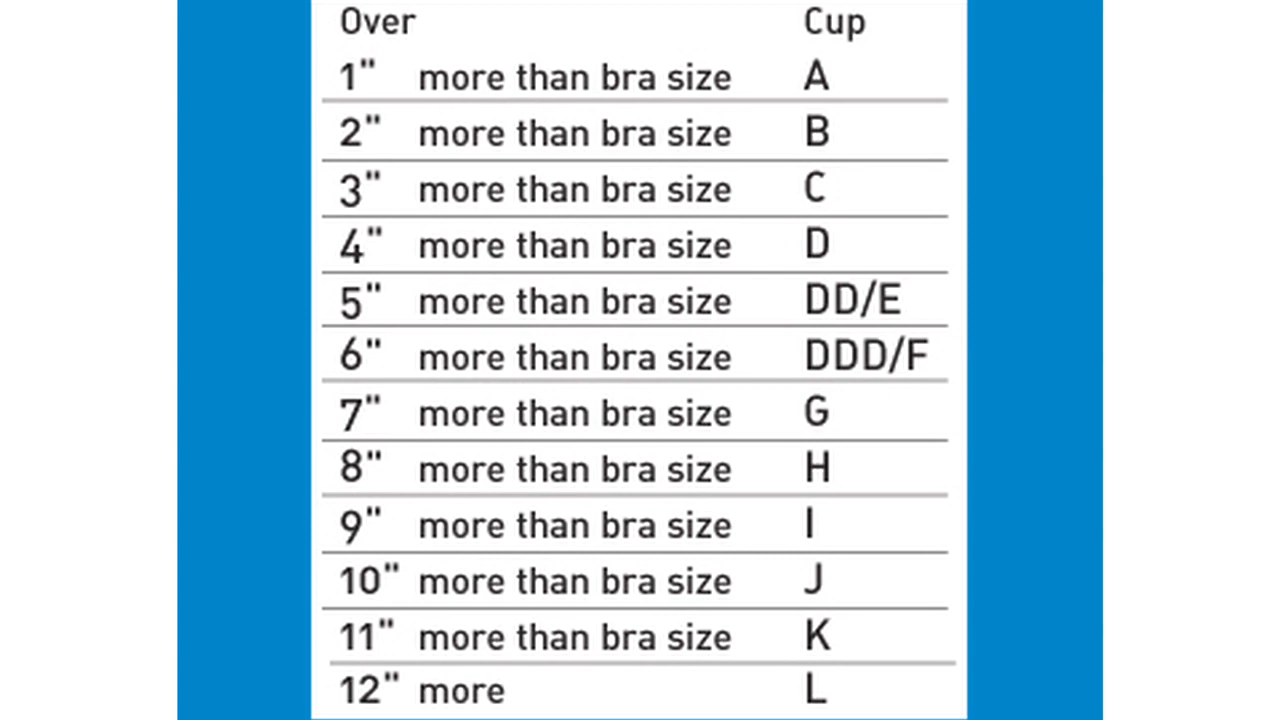 Over Cup
1" more than bra size A
2" more than bra size B
3" more than bra size C
4" more than bra size D
5" more than bra size DD/E
6" more than bra size DDD/F
7" more than bra size G
8" more than bra size H
9" more than bra size I
10" more than bra size J
11" more than bra size K
12" more L